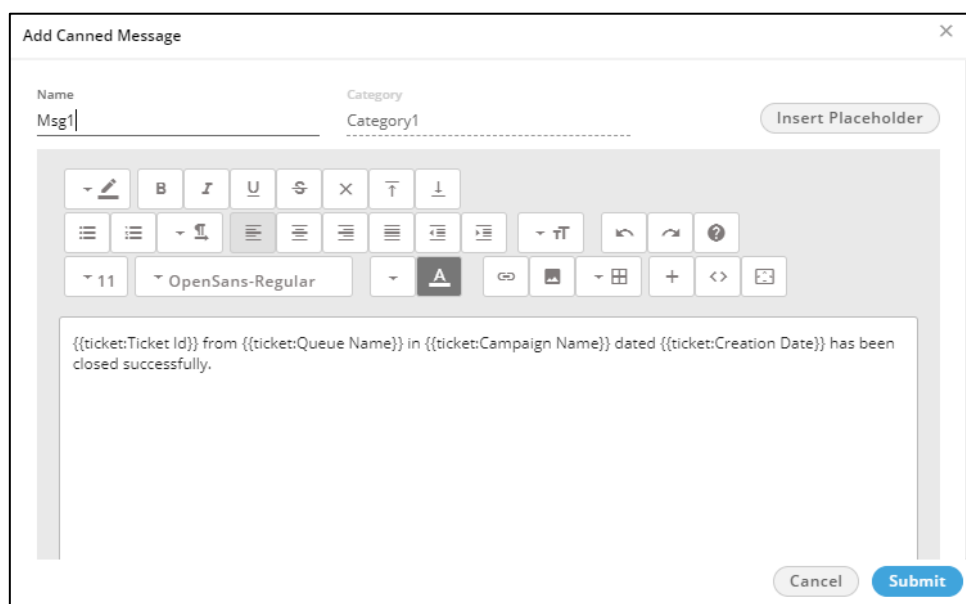 Add Canned Message
Name
Category
Msg1
Category1
Insert Placeholder
B I U S
11 OpenSans-Regular A
{{ticket:Ticket Id}} from {{ticket:Queue Name}} in {{ticket:Campaign Name}} dated {{ticket:Creation Date}} has been
closed successfully.
Cancel Submit